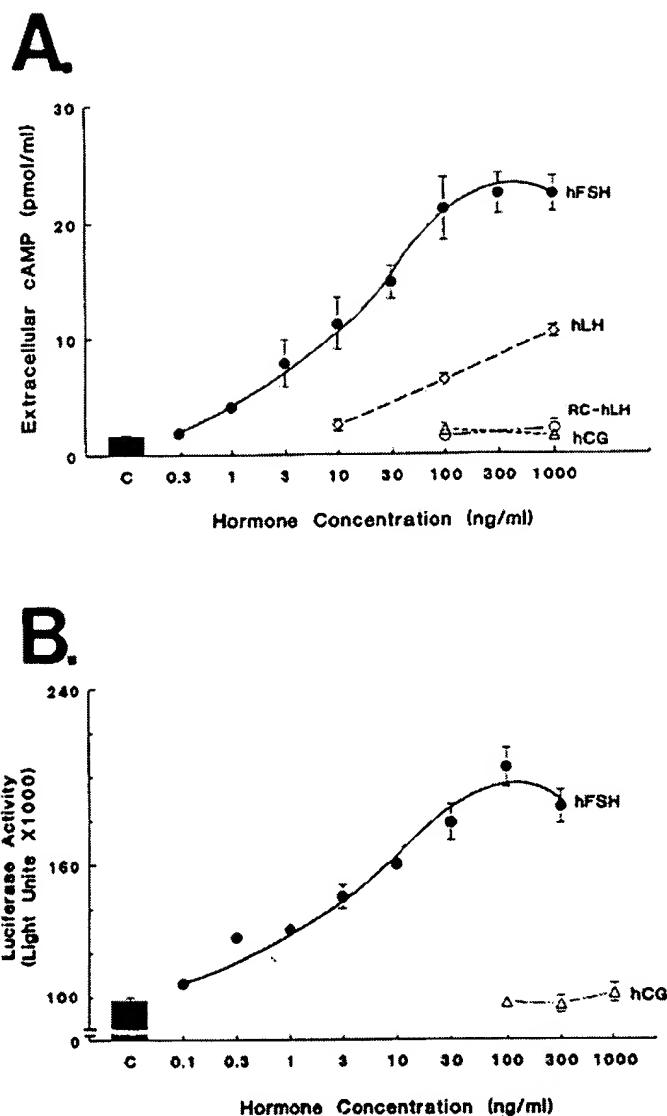 A.
30
20
10
0
Extracellular cAMP (pmol/ml)
hFSH
hLH
RC-hLH
hCG
C 0.3 1 3 10 30 100 300 1000
Hormone Concentration (ng/ml)
B.
240
160
100
0
Luciferase Activity
(Light Units X1000)
hFSH
hCG
C 0.1 0.3 1 3 10 30 100 300 1000
Hormone Concentration (ng/ml)